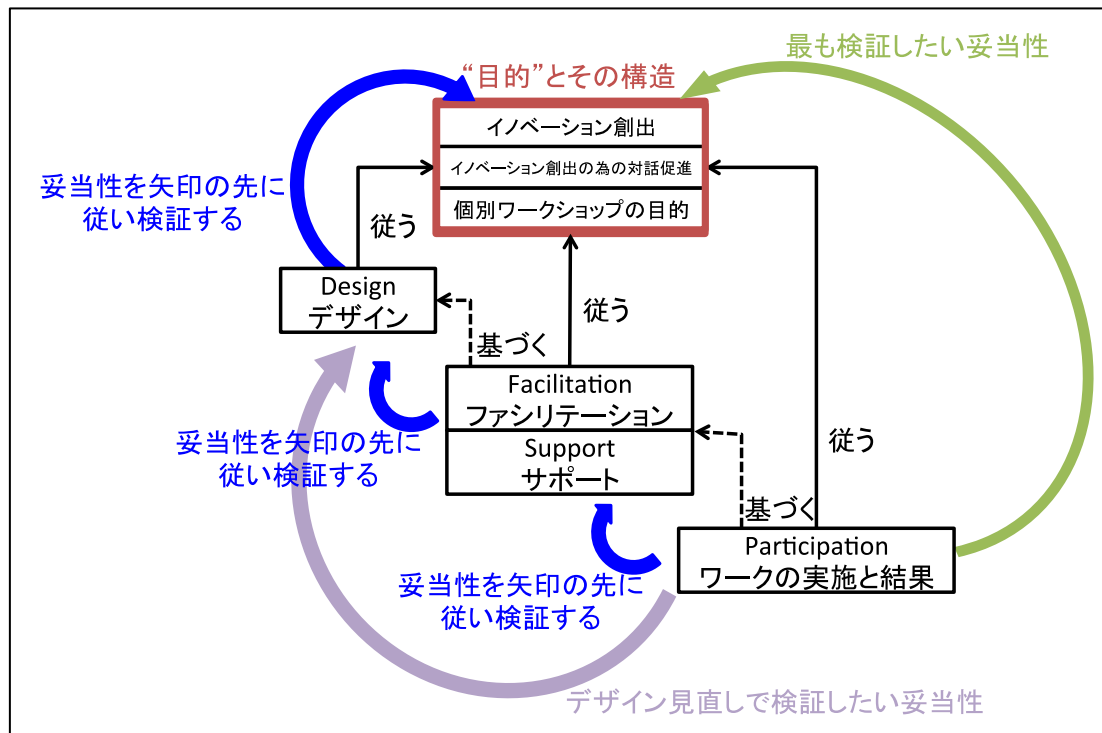 最も検証したい妥当性
“目的”とその構造
イノベーション創出
イノベーション創出の為の対話促進
個別ワークショップの目的
妥当性を矢印の先に
従い検証する
従う
Design
デザイン
従う
基づく
Facilitation
ファシリテーション
Support
サポート
妥当性を矢印の先に
従い検証する
従う
基づく
Participation
ワークの実施と結果
妥当性を矢印の先に
従い検証する
デザイン見直しで検証したい妥当性